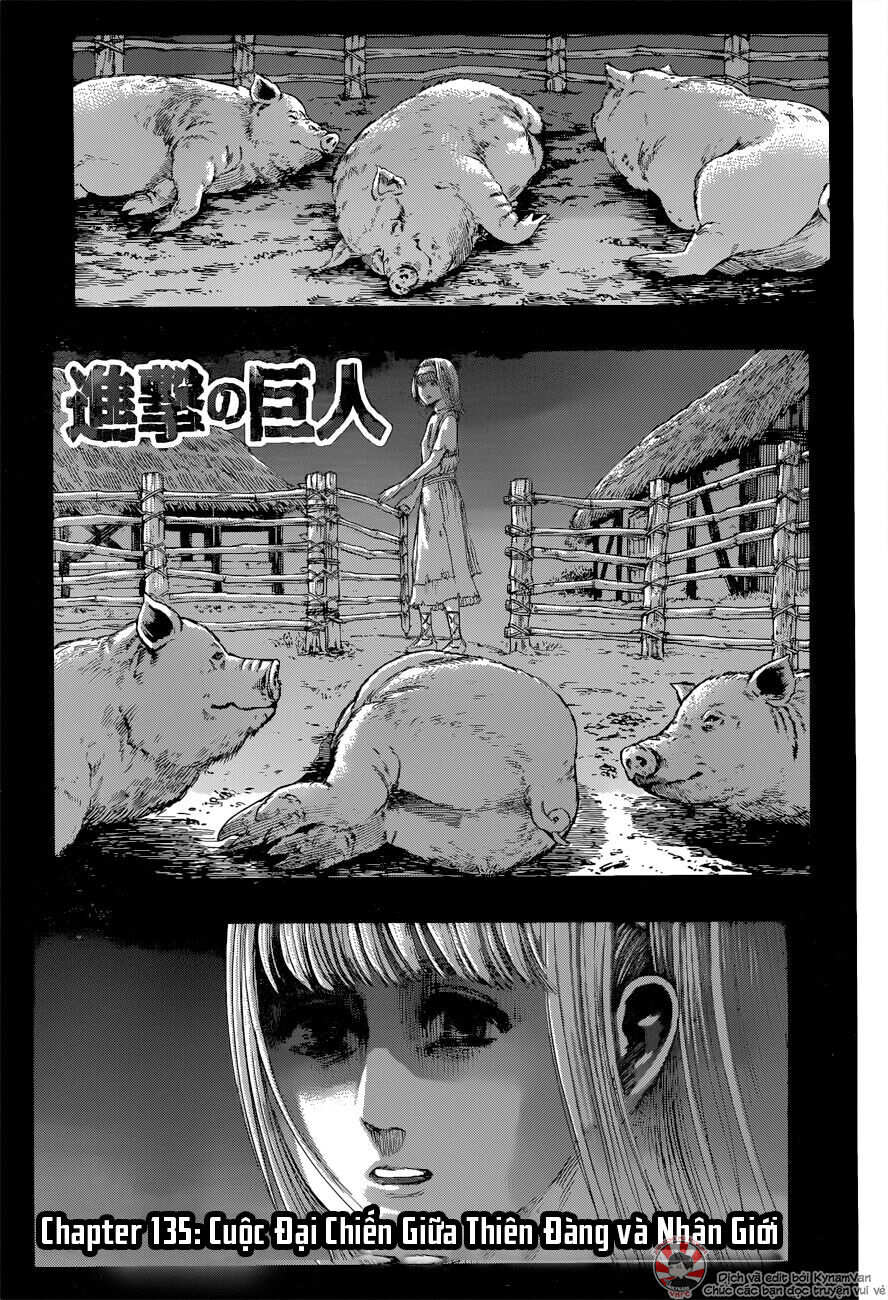 進撃の巨人
Chapter 135: Cuộc Đại Chiến Giữa Thiên Đàng và Nhân Giới
Dịch và edit bởi KynamVan
Chúc các bạn đọc truyện vui vẻ